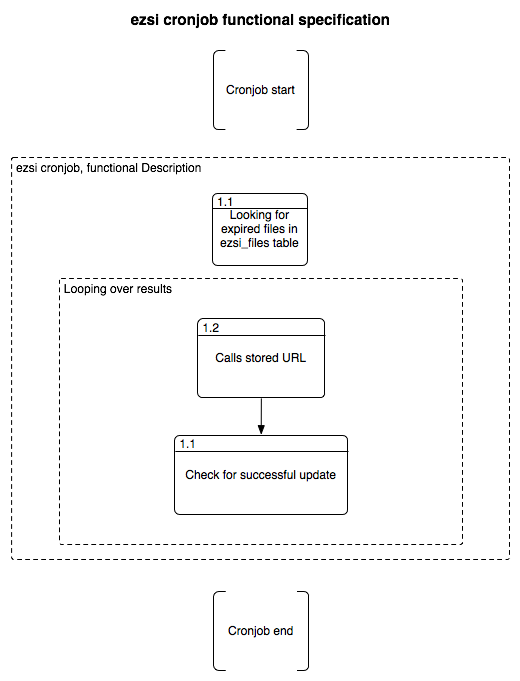 ezsi cronjob functional specification
Cronjob start
ezsi cronjob, functional Description
1.1
Looking for
expired files in
ezsi_files table
Looping over results
1.2
Calls stored URL
1.1
Check for successful update
Cronjob end